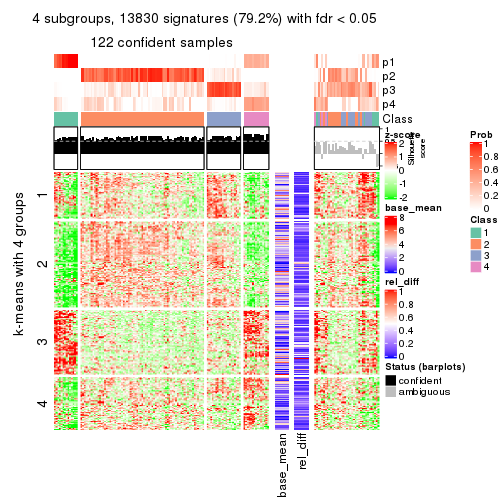 4 subgroups, 13830 signatures (79.2%) with fdr < 0.05
122 confident samples
p1
p2
p3
p4
Class
1
Silhouette
score
z-score
2
1
0
-1
-2
base_mean
8
6
4
2
0
rel_diff
1
0.8
0.6
0.4
0.2
0
Status (barplots)
confident
ambiguous
Prob
1
0.8
0.6
0.4
0.2
0
Class
1
2
3
4
k-means with 4 groups
1
2
3
4
base_mean
rel_diff